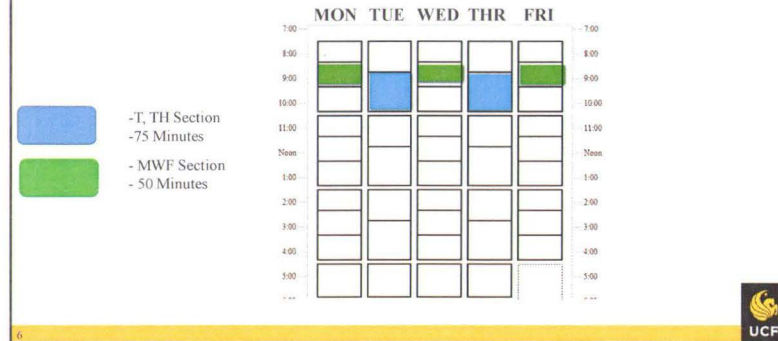 MON TUE WED THR FRI
7:00 7:00
8:00 8:00
9:00 9:00
10:00 10:00
11:00 11:00
Noon Noon
1:00 1:00
2:00 2:00
3:00 3:00
4:00 4:00
5:00 5:00
-T, TH Section
-75 Minutes
- MWF Section
- 50 Minutes
6
UCF